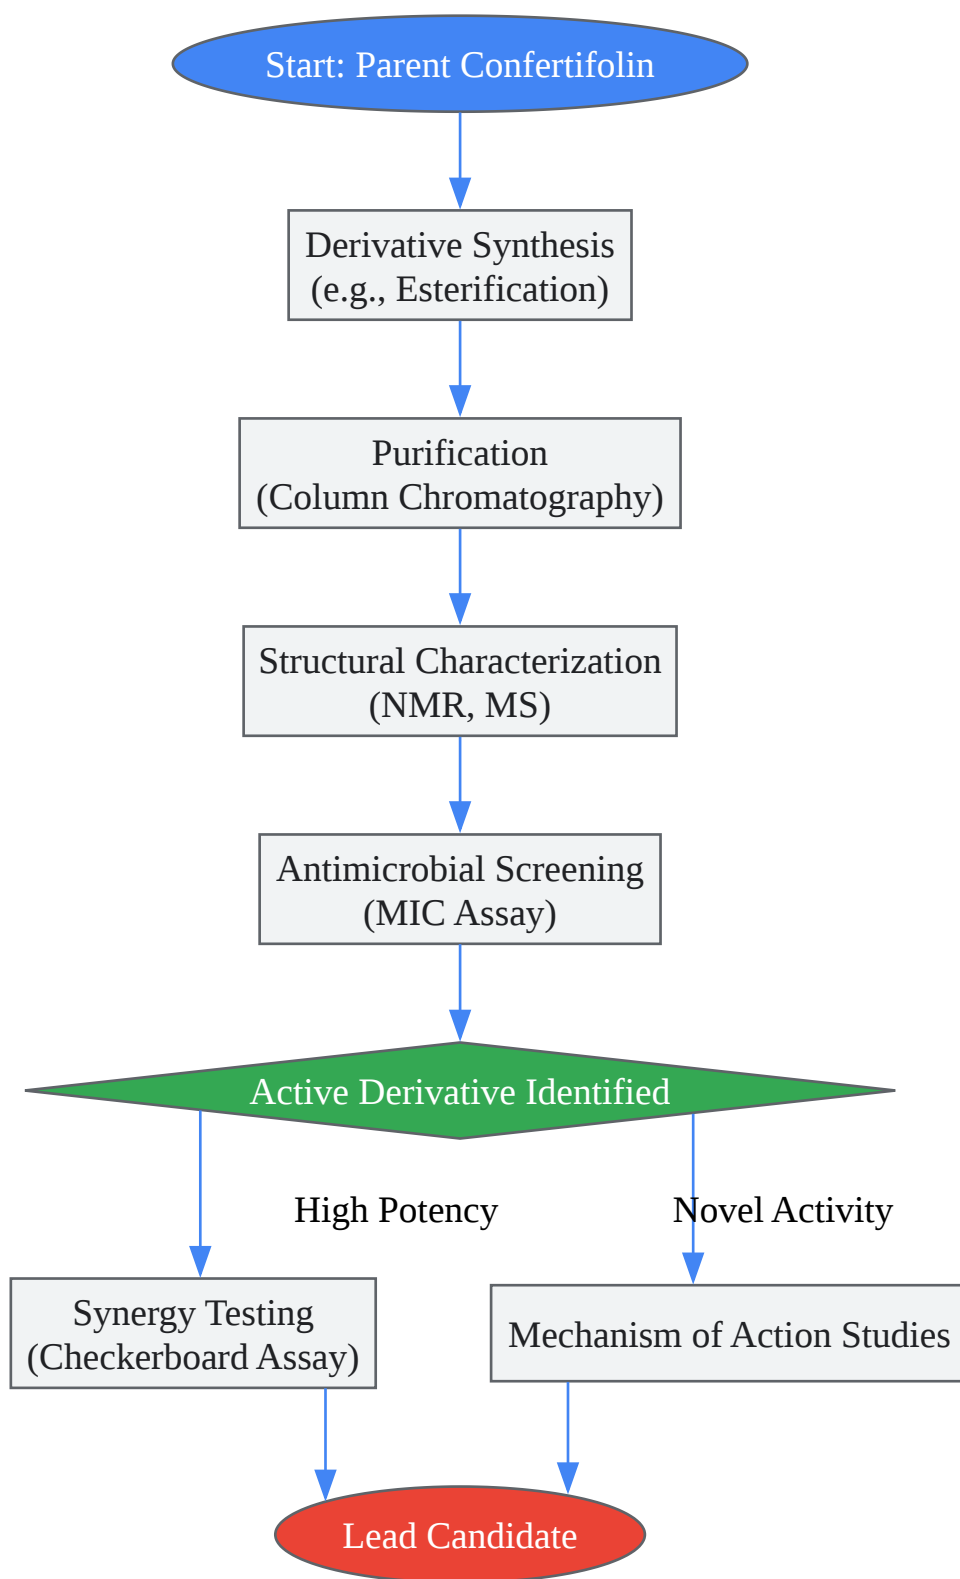 Start: Parent Confertifolin
Derivative Synthesis
(e.g., Esterification)
Purification
(Column Chromatography)
Structural Characterization
(NMR, MS)
Antimicrobial Screening
(MIC Assay)
Active Derivative Identified
High Potency
Novel Activity
Synergy Testing
(Checkerboard Assay)
Mechanism of Action Studies
Lead Candidate